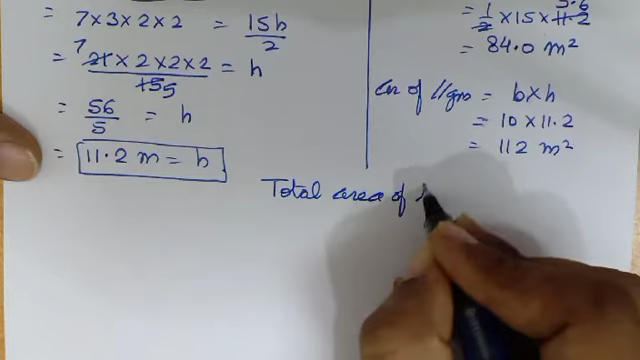 = 7×3×2×2 = 15h/2
= 7 21×2×2×2/15 5 = h
= 56/5 = h
= 11.2 m = h
= 1/2 × 15 × 11.2 5.6
= 84.0 m²
Ar of llgm = b×h
= 10 × 11.2
= 112 m²
Total area of